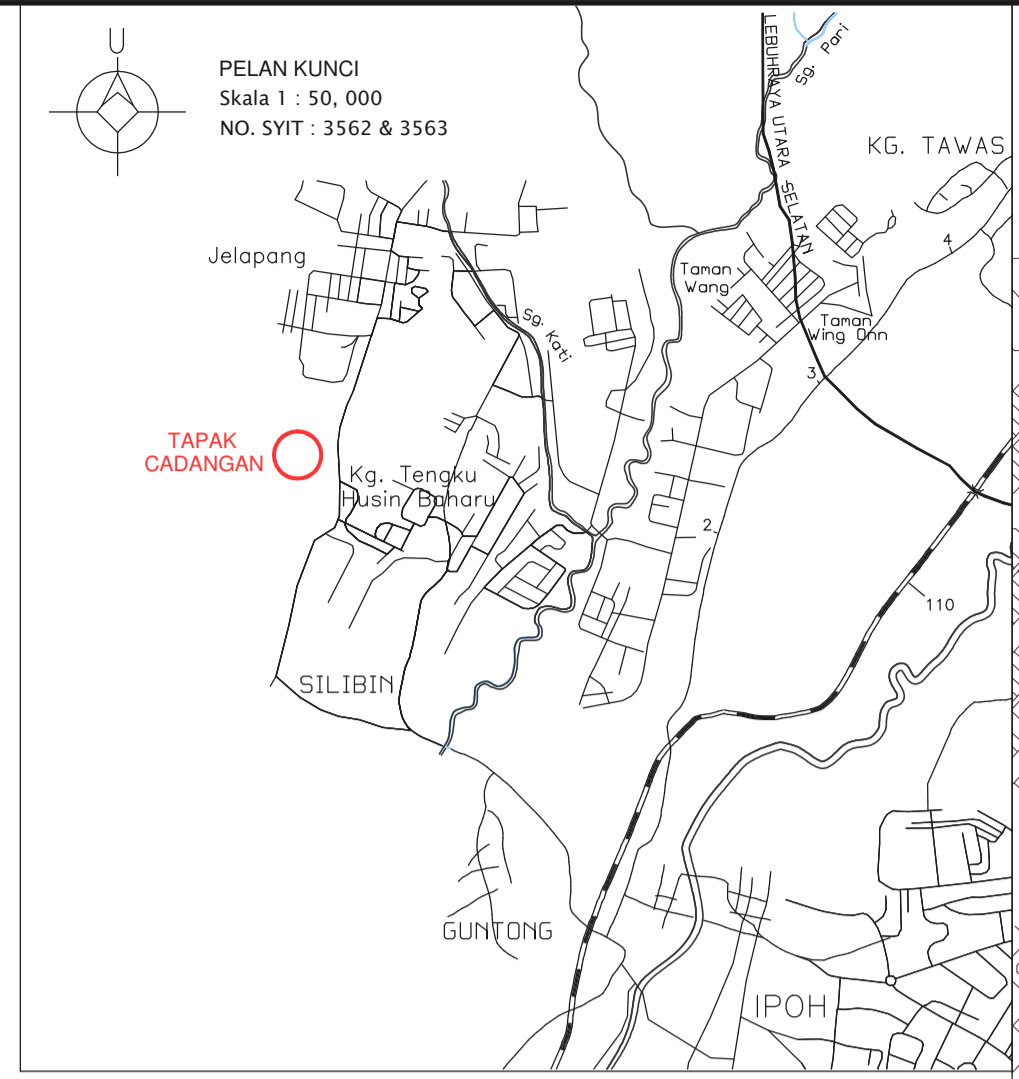 U
PELAN KUNCI
Skala 1 : 50, 000
NO. SYIT : 3562 & 3563
LEBUHRAYA UTARA SELATAN
Sg. Pari
KG. TAWAS
4
Jelapang
Taman
Wang
Sg. Kati
Taman
Wing Onn
3
TAPAK
CADANGAN
Kg. Tengku
Husin Baharu
2
110
SILIBIN
GUNTONG
IPOH